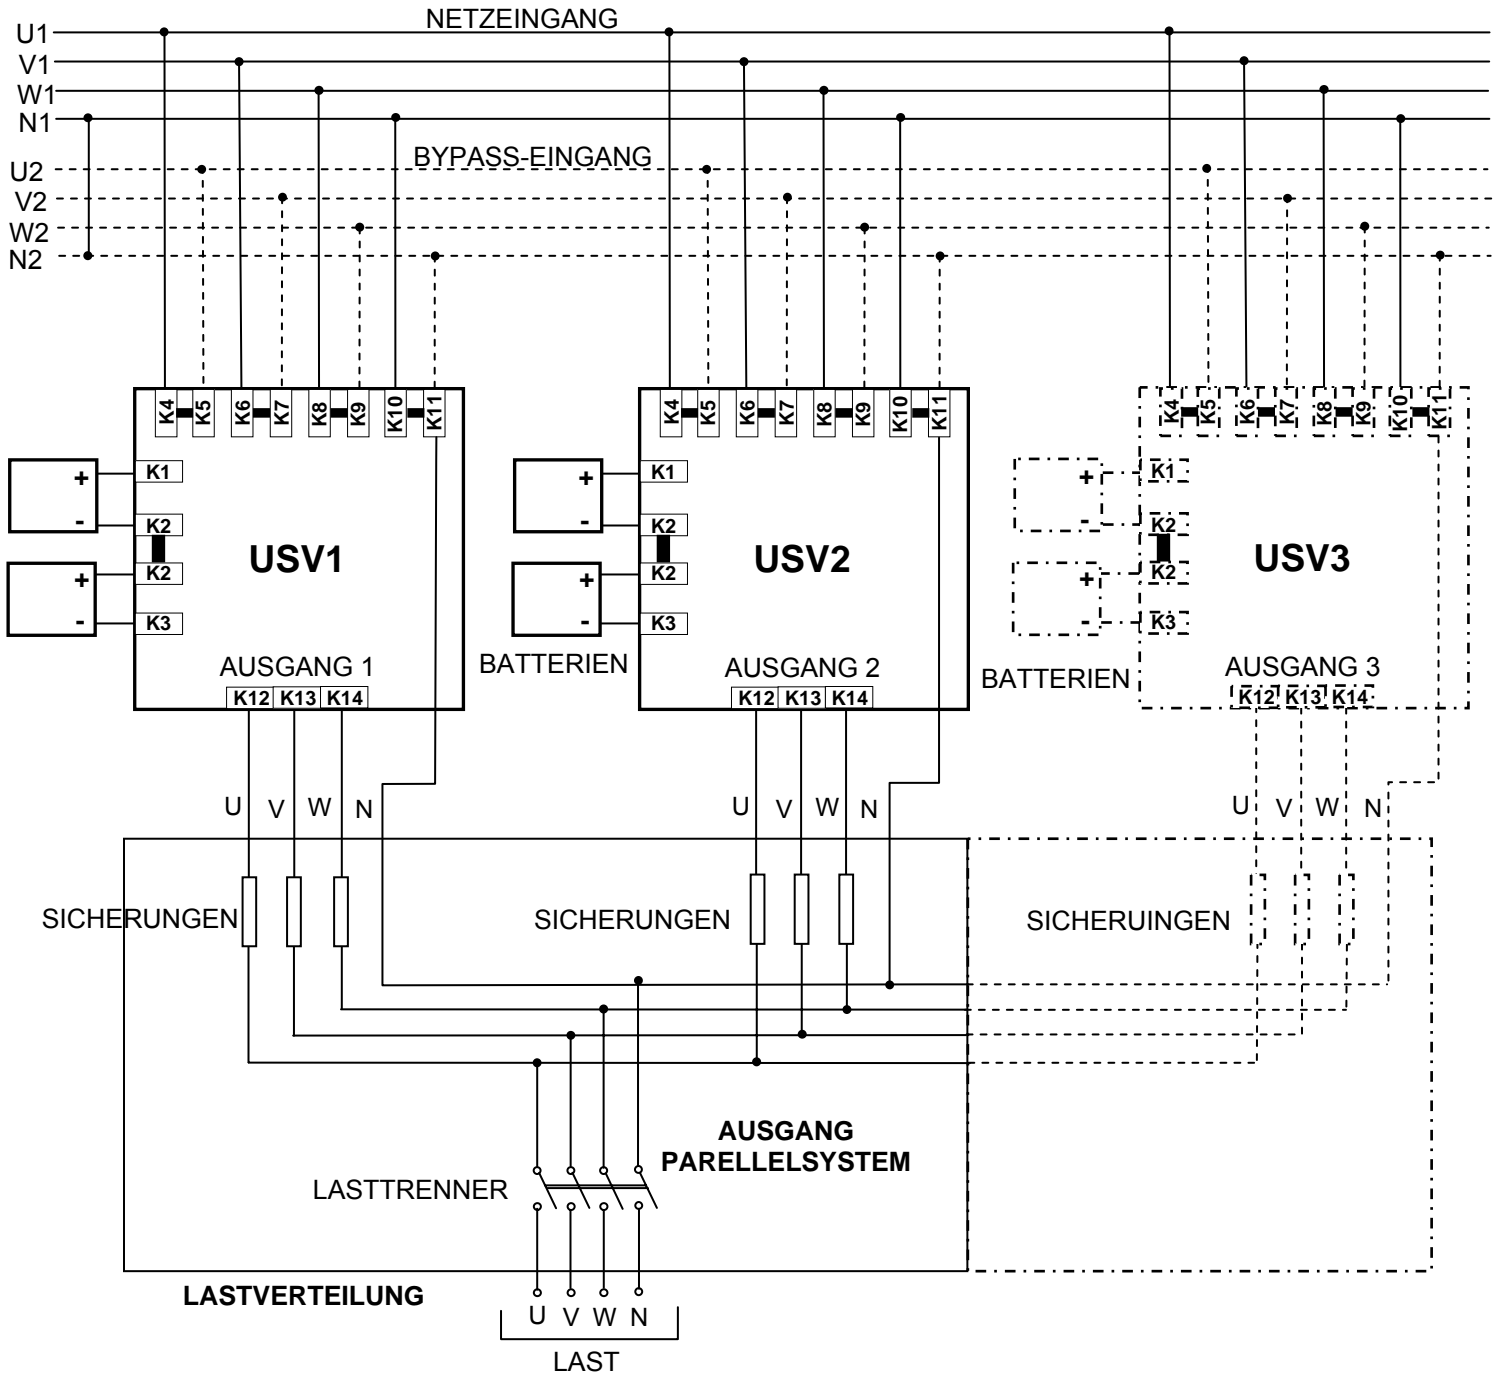 NETZEINGANG
U1
V1
W1
N1
BYPASS-EINGANG
U2
V2
W2
N2
K4 K5 K6 K7 K8 K9 K10 K11
K4 K5 K6 K7 K8 K9 K10 K11
K4 K5 K6 K7 K8 K9 K10 K11
+ K1
- K2
+ K2
- K3
USV1
AUSGANG 1
K12 K13 K14
+ K1
- K2
+ K2
- K3
USV2
BATTERIEN
AUSGANG 2
K12 K13 K14
+ K1
- K2
+ K2
- K3
USV3
BATTERIEN
AUSGANG 3
K12 K13 K14
U V W N
U V W N
U V W N
SICHERUNGEN
SICHERUNGEN
SICHERUINGEN
AUSGANG
PARELLELSYSTEM
LASTTRENNER
LASTVERTEILUNG
U V W N
LAST